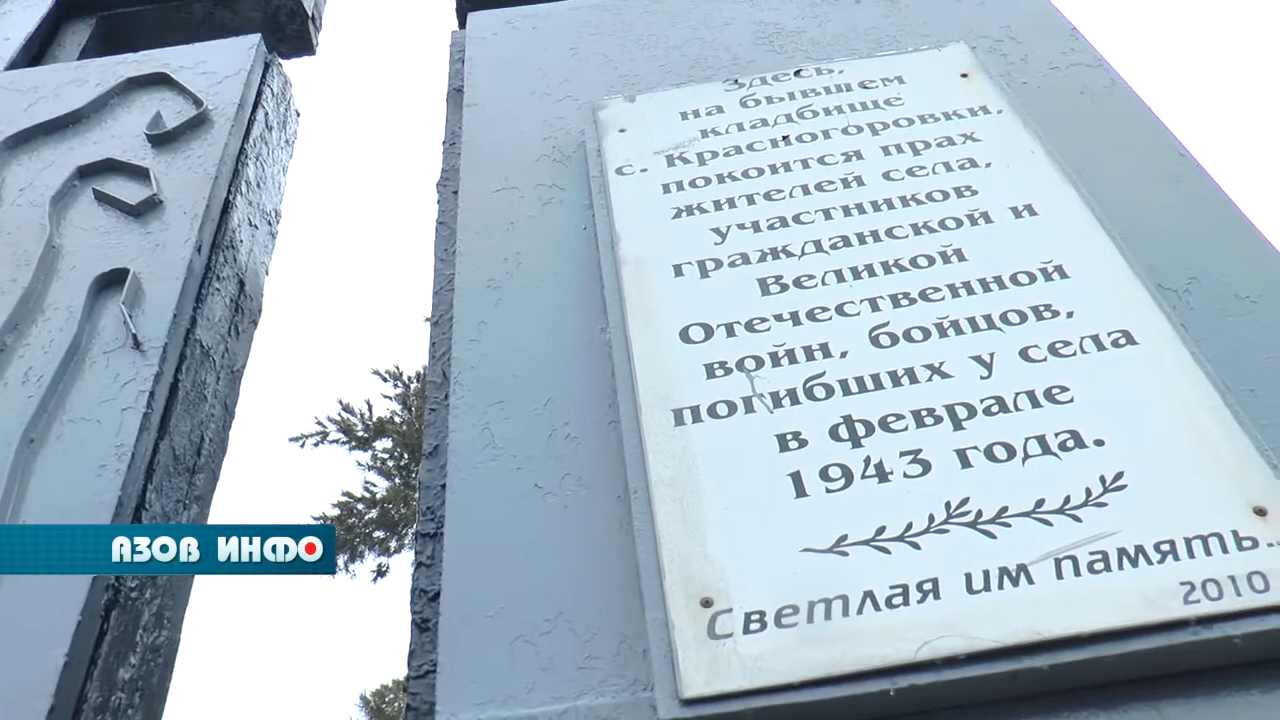 Здесь,
на бывшем
кладбище
с. Красногоровки,
покоится прах
жителей села,
участников
гражданской и
Великой
Отечественной
войн, бойцов,
погибших у села
в феврале
1943 года.
Светлая им память...
2010
АЗОВ ИНФО